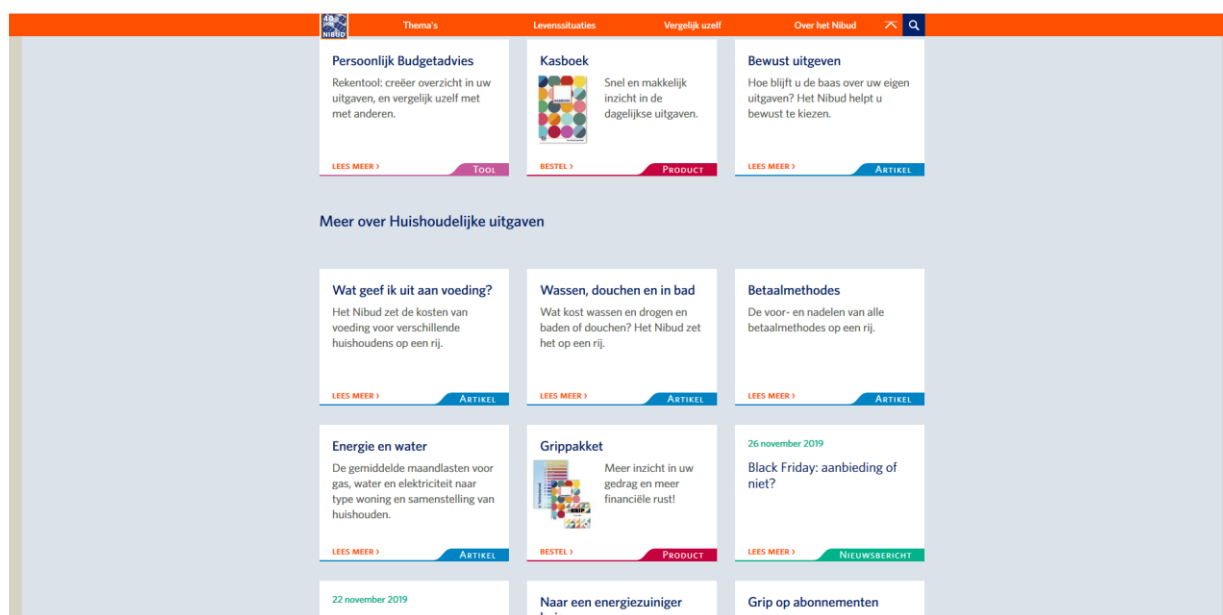 40 jaar
NIBUD
Thema's
Levenssituaties
Vergelijk uzelf
Over het Nibud
Persoonlijk Budgetadvies
Rekentool: creëer overzicht in uw
uitgaven, en vergelijk uzelf met
met anderen.
LEES MEER >
TOOL
Kasboek
Snel en makkelijk
inzicht in de
dagelijkse uitgaven.
BESTEL >
PRODUCT
Bewust uitgeven
Hoe blijft u de baas over uw eigen
uitgaven? Het Nibud helpt u
bewust te kiezen.
LEES MEER >
ARTIKEL
Meer over Huishoudelijke uitgaven
Wat geef ik uit aan voeding?
Het Nibud zet de kosten van
voeding voor verschillende
huishoudens op een rij.
LEES MEER >
ARTIKEL
Wassen, douchen en in bad
Wat kost wassen en drogen en
baden of douchen? Het Nibud zet
het op een rij.
LEES MEER >
ARTIKEL
Betaalmethodes
De voor- en nadelen van alle
betaalmethodes op een rij.
LEES MEER >
ARTIKEL
Energie en water
De gemiddelde maandlasten voor
gas, water en elektriciteit naar
type woning en samenstelling van
huishouden.
LEES MEER >
ARTIKEL
Grippakket
Meer inzicht in uw
gedrag en meer
financiële rust!
BESTEL >
PRODUCT
26 november 2019
Black Friday: aanbieding of
niet?
LEES MEER >
NIEUWSBERICHT
22 november 2019
Naar een energiezuiniger
Grip op abonnementen